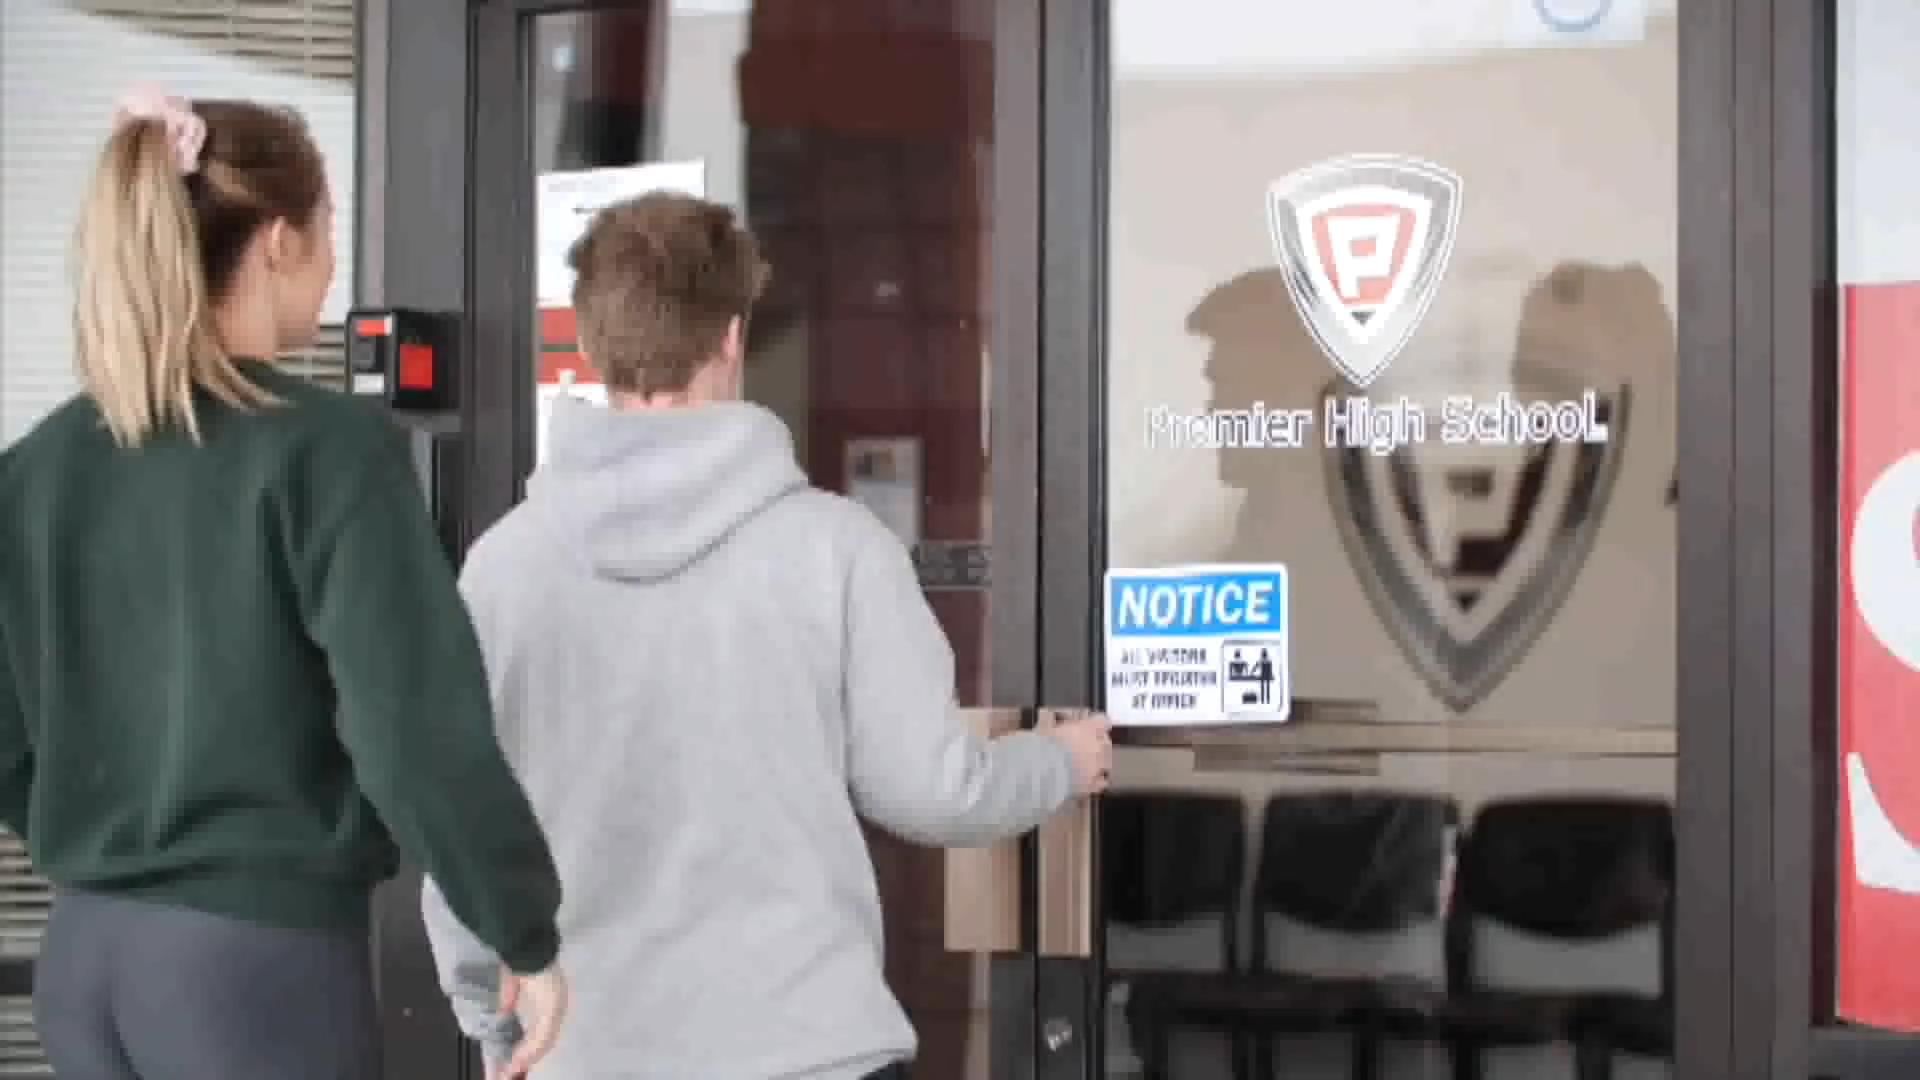 P
Premier High School
NOTICE
ALL VISITORS
MUST REGISTER
AT OFFICE